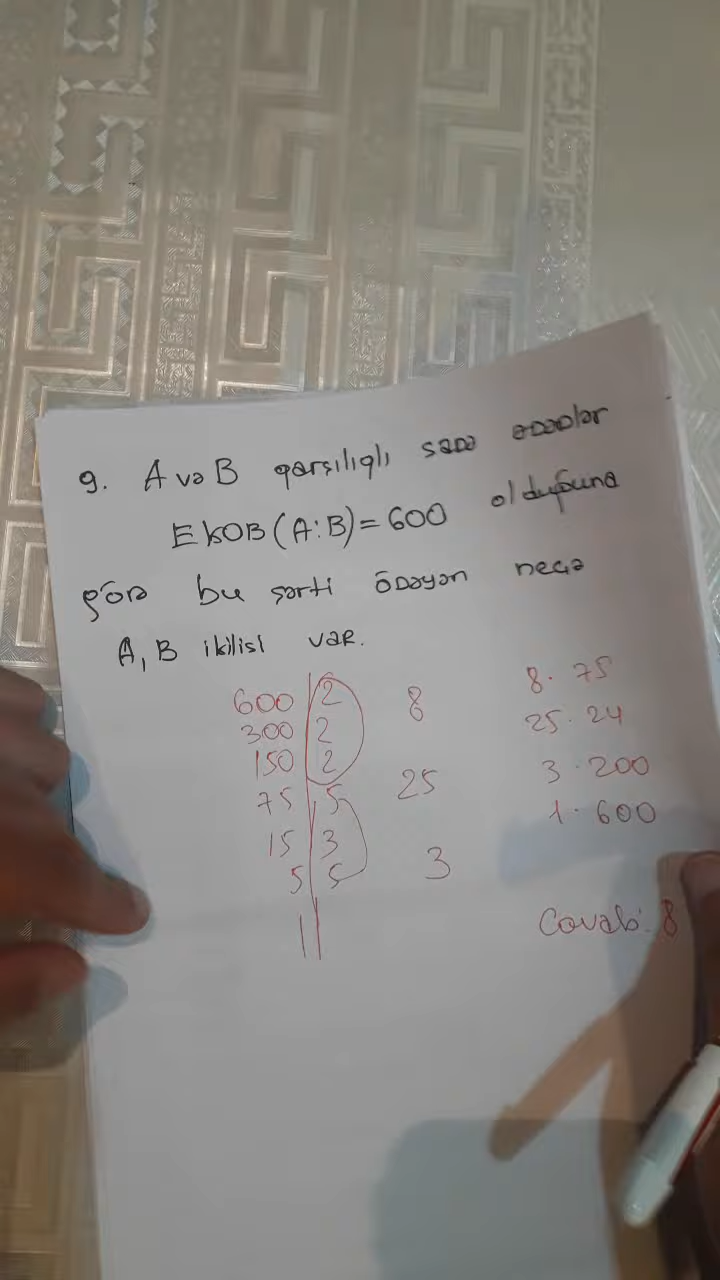 9. A və B qarşılıqlı sadə ədədlər
EKOB (A:B) = 600 olduğuna
görə bu şərti ödəyən neçə
A, B ikilisi var.
600 2 8 8 · 75
300 2 25 · 24
150 2 3 · 200
75 5 25 1 · 600
15 3
5 5 3
1 Cavab: 8